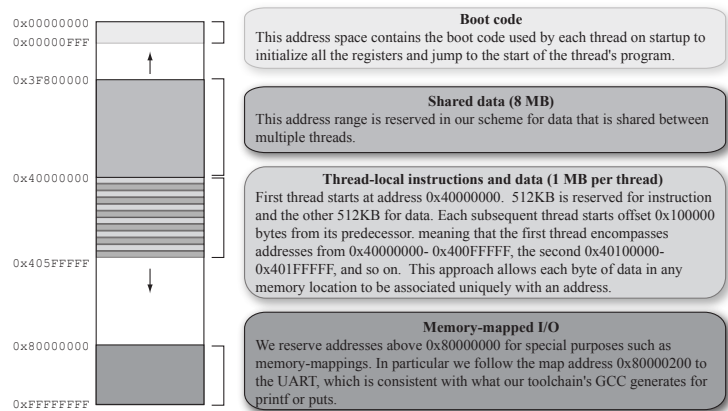 0x00000000
0x00000FFF
0x3F800000
0x40000000
0x405FFFFF
0x80000000
0xFFFFFFFF
Boot code
This address space contains the boot code used by each thread on startup to
initialize all the registers and jump to the start of the thread's program.
Shared data (8 MB)
This address range is reserved in our scheme for data that is shared between
multiple threads.
Thread-local instructions and data (1 MB per thread)
First thread starts at address 0x40000000. 512KB is reserved for instruction
and the other 512KB for data. Each subsequent thread starts offset 0x100000
bytes from its predecessor. meaning that the first thread encompasses
addresses from 0x40000000- 0x400FFFFF, the second 0x40100000-
0x401FFFFF, and so on. This approach allows each byte of data in any
memory location to be associated uniquely with an address.
Memory-mapped I/O
We reserve addresses above 0x80000000 for special purposes such as
memory-mappings. In particular we follow the map address 0x80000200 to
the UART, which is consistent with what our toolchain's GCC generates for
printf or puts.